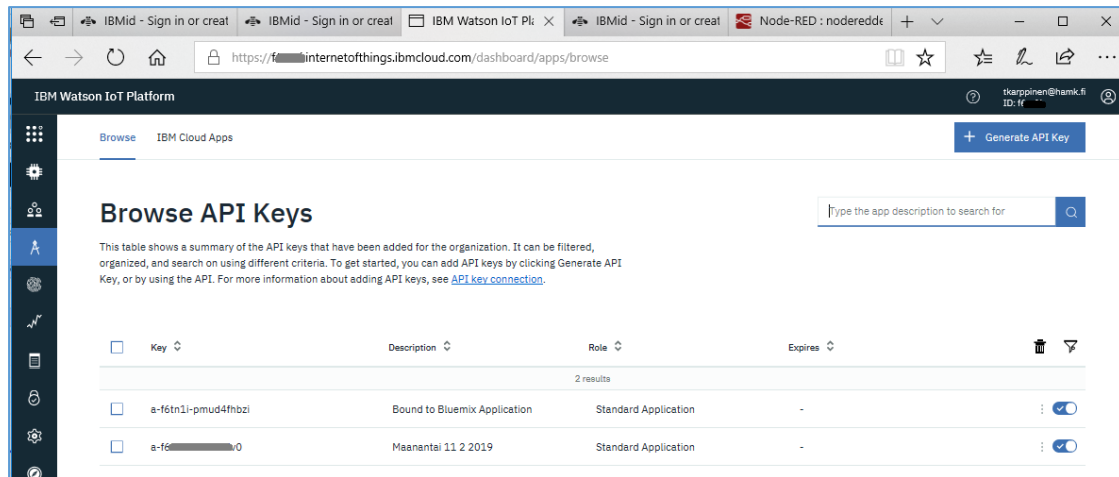 IBMid - Sign in or creat
IBMid - Sign in or creat
IBM Watson IoT Pla
IBMid - Sign in or creat
Node-RED : noderedde
https://f internetofthings.ibmcloud.com/dashboard/apps/browse
IBM Watson IoT Platform
tkarppinen@hamk.fi
ID: f6
Browse
IBM Cloud Apps
+ Generate API Key
Browse API Keys
Type the app description to search for
This table shows a summary of the API keys that have been added for the organization. It can be filtered,
organized, and search on using different criteria. To get started, you can add API keys by clicking Generate API
Key, or by using the API. For more information about adding API keys, see API key connection.
Key
Description
Role
Expires
2 results
a-f6tn1i-pmud4fhbzi
Bound to Bluemix Application
Standard Application
-
a-f6 v0
Maanantai 11 2 2019
Standard Application
-